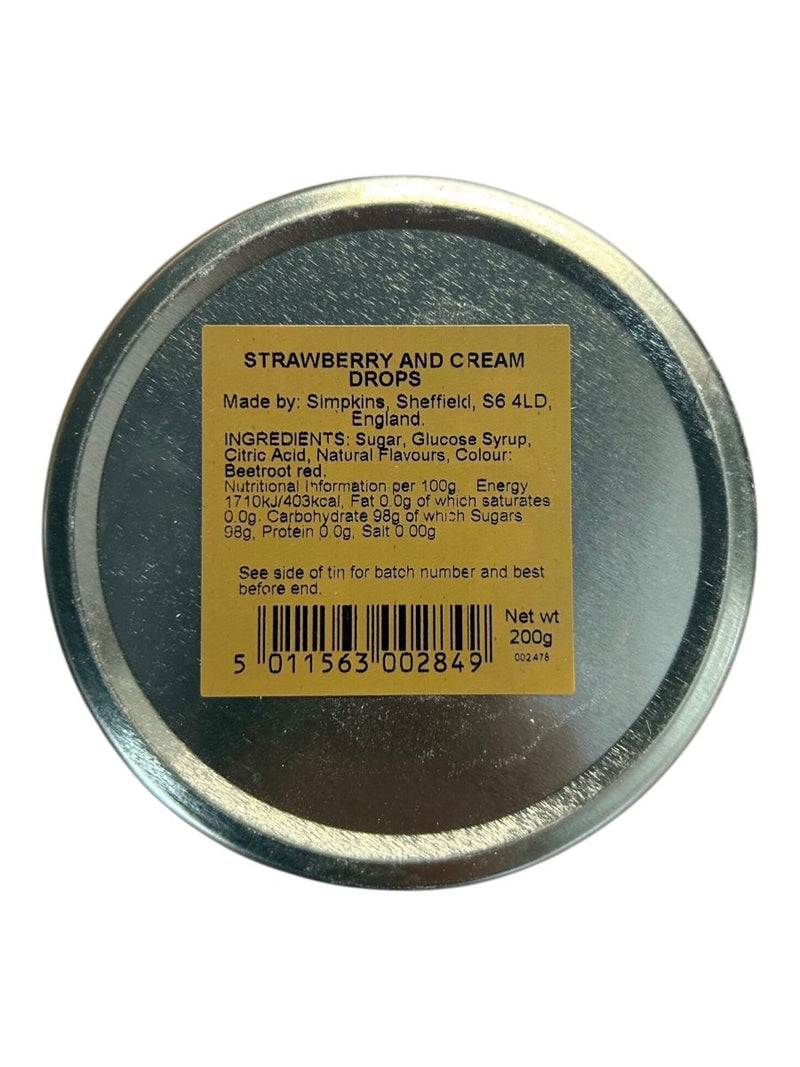 STRAWBERRY AND CREAM
DROPS
Made by: Simpkins, Sheffield, S6 4LD,
England.
INGREDIENTS: Sugar, Glucose Syrup,
Citric Acid, Natural Flavours, Colour:
Beetroot red.
Nutritional Information per 100g. Energy
1710kJ/403kcal, Fat 0.0g of which saturates
0.0g. Carbohydrate 98g of which Sugars
98g, Protein 0.0g, Salt 0.00g
See side of tin for batch number and best
before end.
Net wt
200g
002478
5 011563 002849